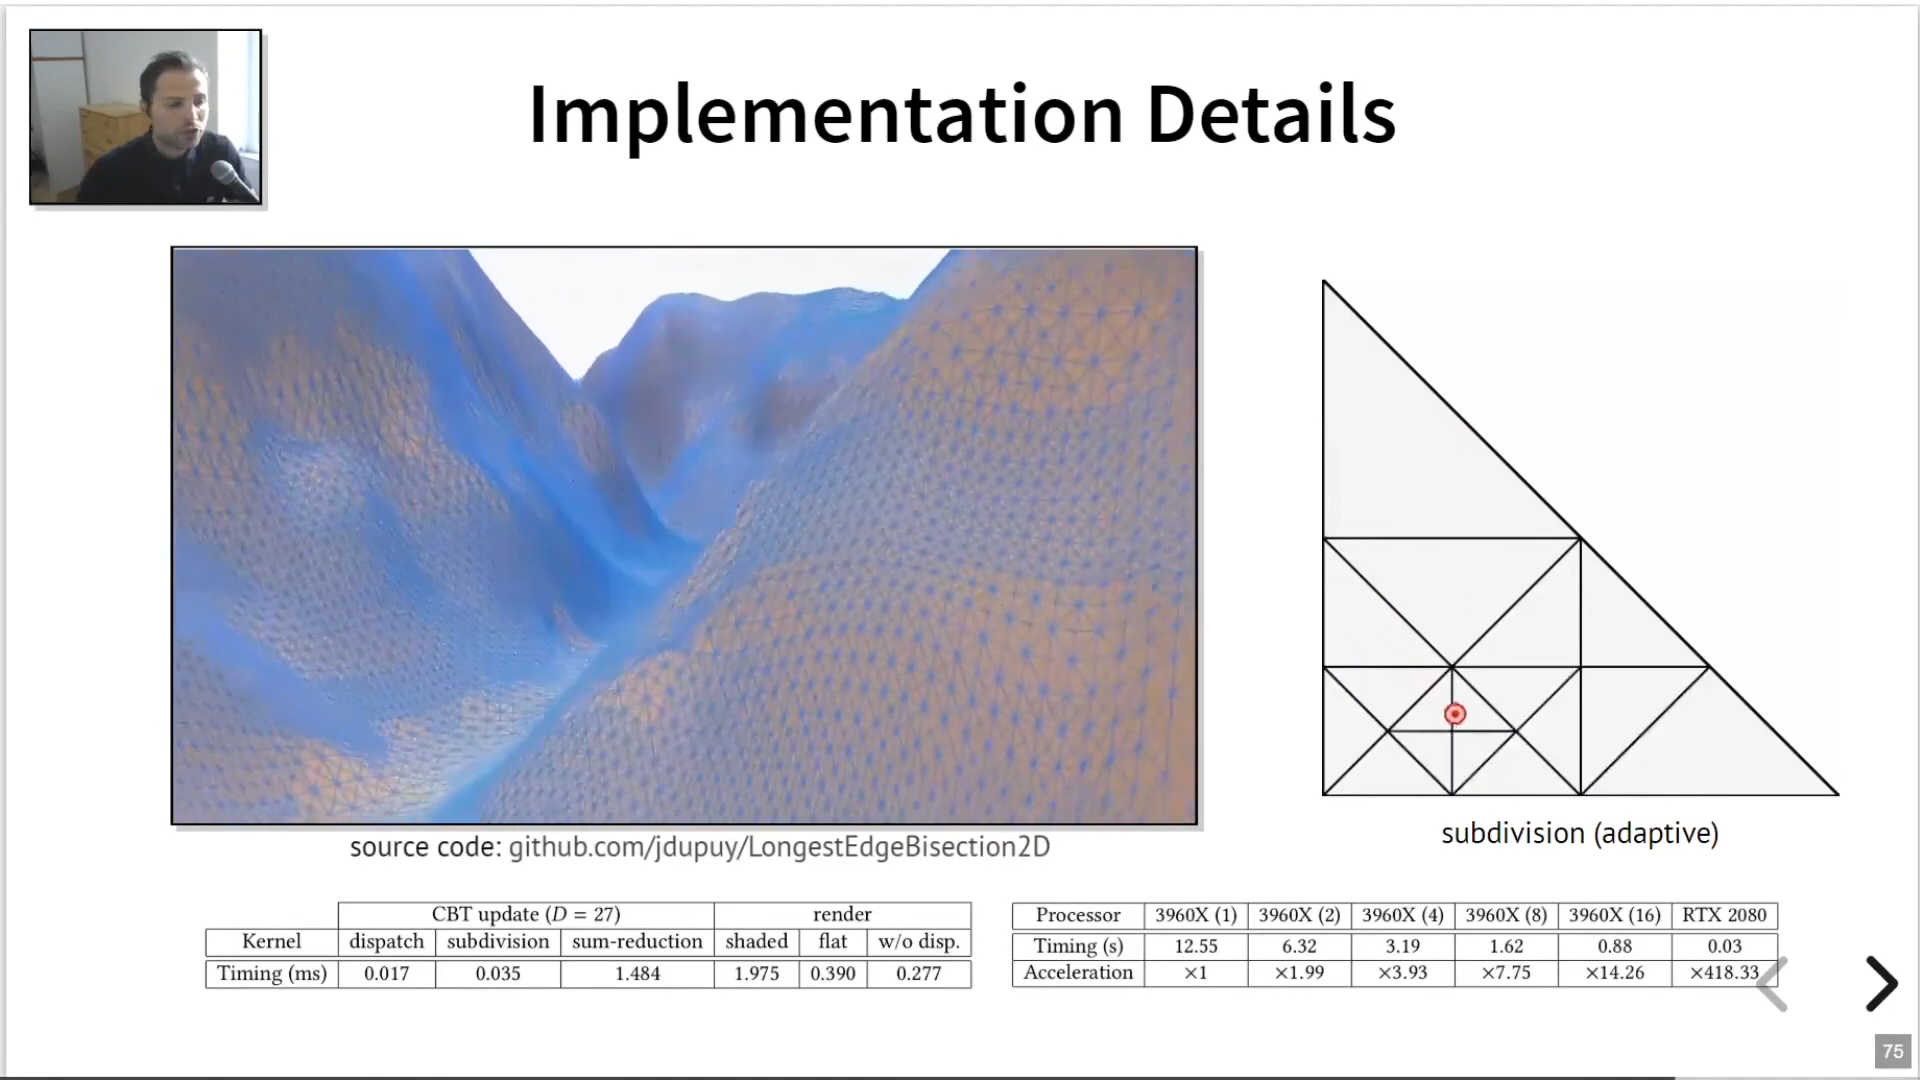 Implementation Details
source code: github.com/jdupuy/LongestEdgeBisection2D
subdivision (adaptive)
CBT update (D = 27) render
Kernel dispatch subdivision sum-reduction shaded flat w/o disp.
Timing (ms) 0.017 0.035 1.484 1.975 0.390 0.277
Processor 3960X (1) 3960X (2) 3960X (4) 3960X (8) 3960X (16) RTX 2080
Timing (s) 12.55 6.32 3.19 1.62 0.88 0.03
Acceleration ×1 ×1.99 ×3.93 ×7.75 ×14.26 ×418.33
75